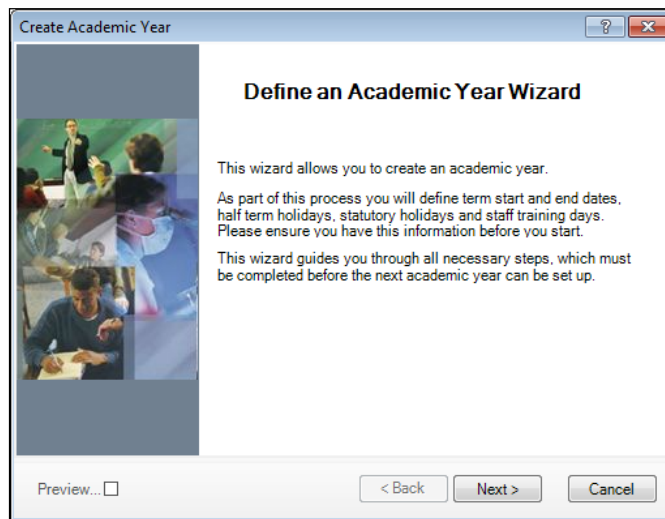 Create Academic Year
?
Define an Academic Year Wizard
This wizard allows you to create an academic year.
As part of this process you will define term start and end dates,
half term holidays, statutory holidays and staff training days.
Please ensure you have this information before you start.
This wizard guides you through all necessary steps, which must
be completed before the next academic year can be set up.
Preview...
< Back
Next >
Cancel